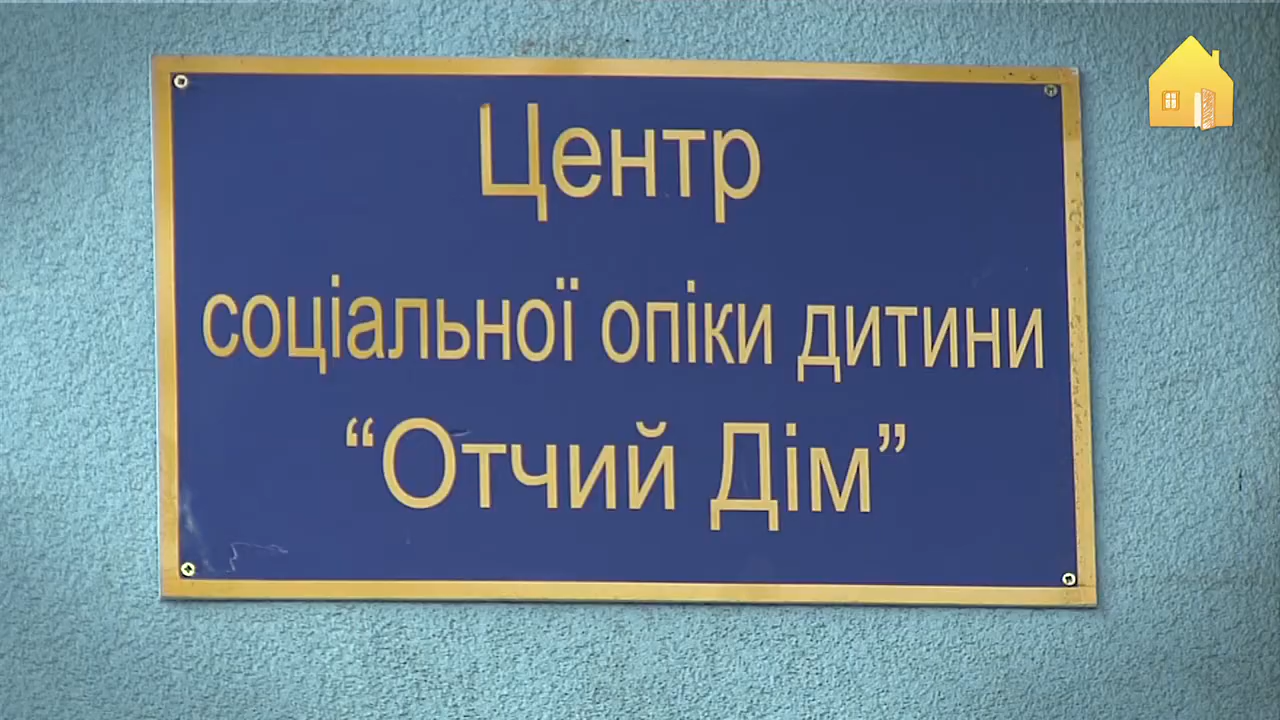 Центр
соціальної опіки дитини
“Отчий Дім”